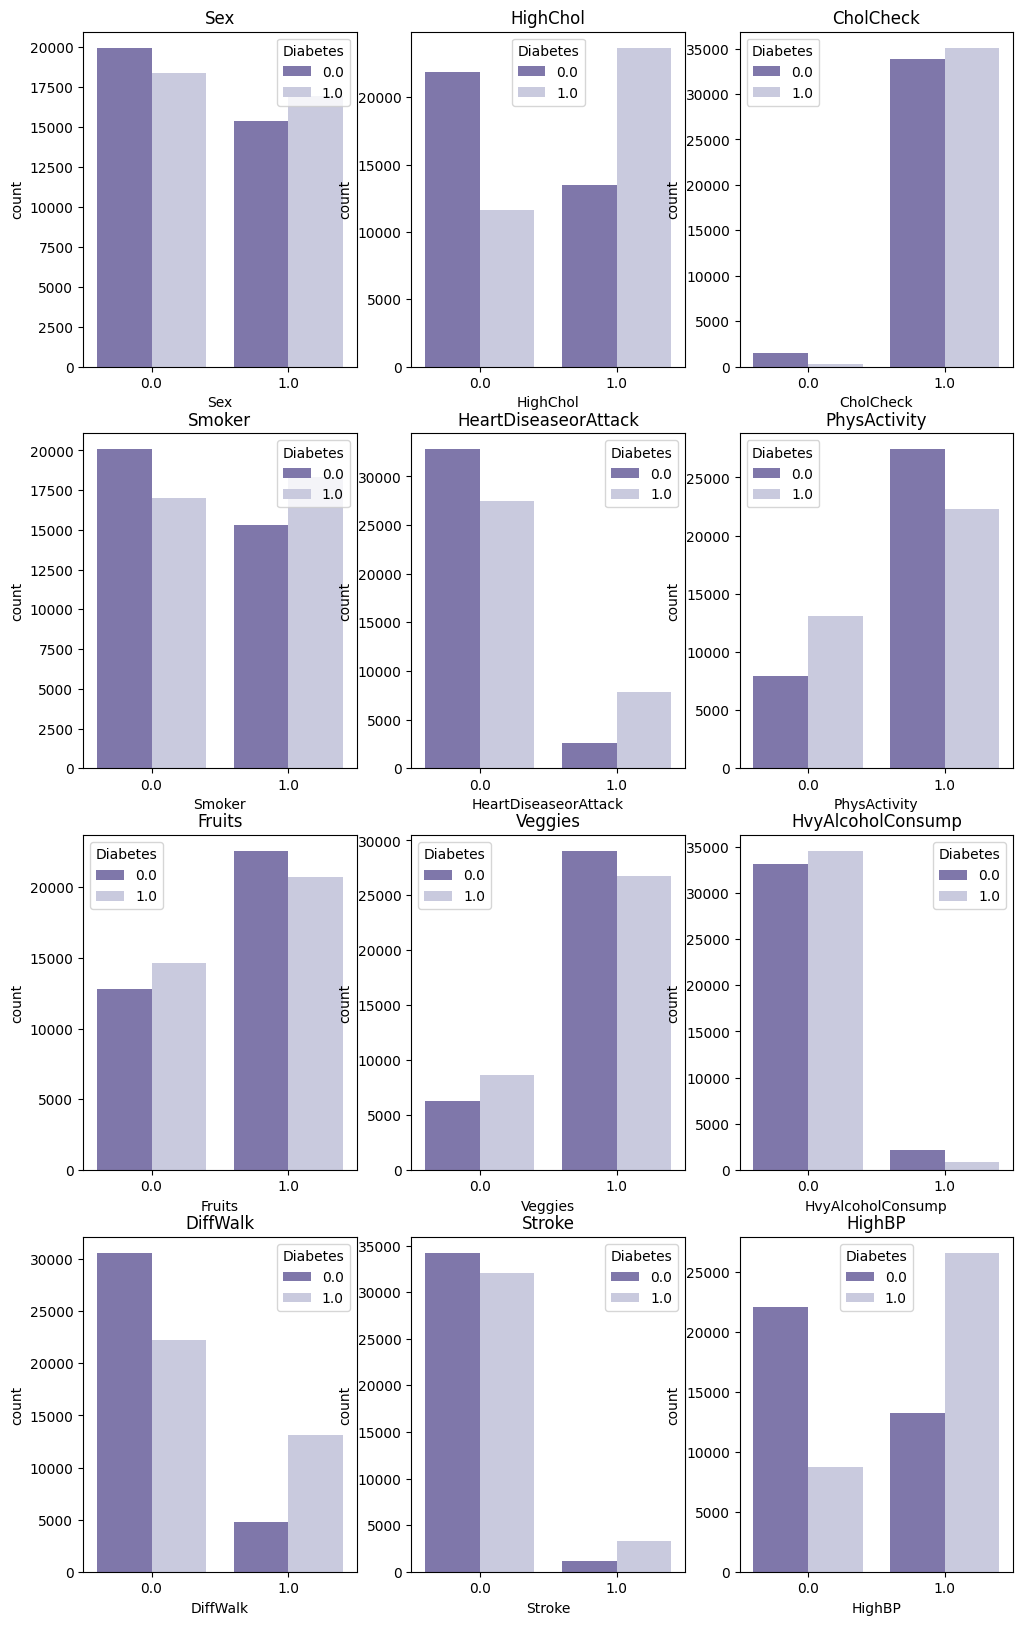 Sex
20000
17500
15000
12500
10000
7500
5000
2500
0
count
Diabetes
0.0
1.0
0.0 1.0
Sex
HighChol
20000
15000
10000
5000
0
count
Diabetes
0.0
1.0
0.0 1.0
HighChol
CholCheck
35000
30000
25000
20000
15000
10000
5000
0
count
Diabetes
0.0
1.0
0.0 1.0
CholCheck
Smoker
20000
17500
15000
12500
10000
7500
5000
2500
0
count
Diabetes
0.0
1.0
0.0 1.0
Smoker
HeartDiseaseorAttack
30000
25000
20000
15000
10000
5000
0
count
Diabetes
0.0
1.0
0.0 1.0
HeartDiseaseorAttack
PhysActivity
25000
20000
15000
10000
5000
0
count
Diabetes
0.0
1.0
0.0 1.0
PhysActivity
Fruits
20000
15000
10000
5000
0
count
Diabetes
0.0
1.0
0.0 1.0
Fruits
Veggies
30000
25000
20000
15000
10000
5000
0
count
Diabetes
0.0
1.0
0.0 1.0
Veggies
HvyAlcoholConsump
35000
30000
25000
20000
15000
10000
5000
0
count
Diabetes
0.0
1.0
0.0 1.0
HvyAlcoholConsump
DiffWalk
30000
25000
20000
15000
10000
5000
0
count
Diabetes
0.0
1.0
0.0 1.0
DiffWalk
Stroke
35000
30000
25000
20000
15000
10000
5000
0
count
Diabetes
0.0
1.0
0.0 1.0
Stroke
HighBP
25000
20000
15000
10000
5000
0
count
Diabetes
0.0
1.0
0.0 1.0
HighBP